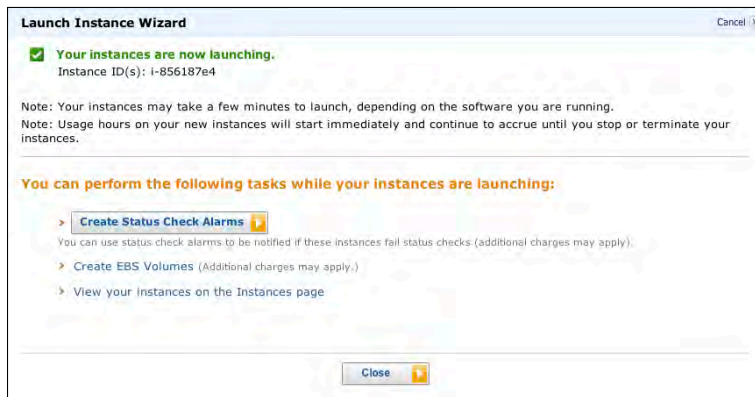 Launch Instance Wizard
Cancel
Your instances are now launching.
Instance ID(s): i-856187e4
Note: Your instances may take a few minutes to launch, depending on the software you are running.
Note: Usage hours on your new instances will start immediately and continue to accrue until you stop or terminate your
instances.
You can perform the following tasks while your instances are launching:
Create Status Check Alarms
You can use status check alarms to be notified if these instances fail status checks (additional charges may apply).
Create EBS Volumes (Additional charges may apply.)
View your instances on the Instances page
Close